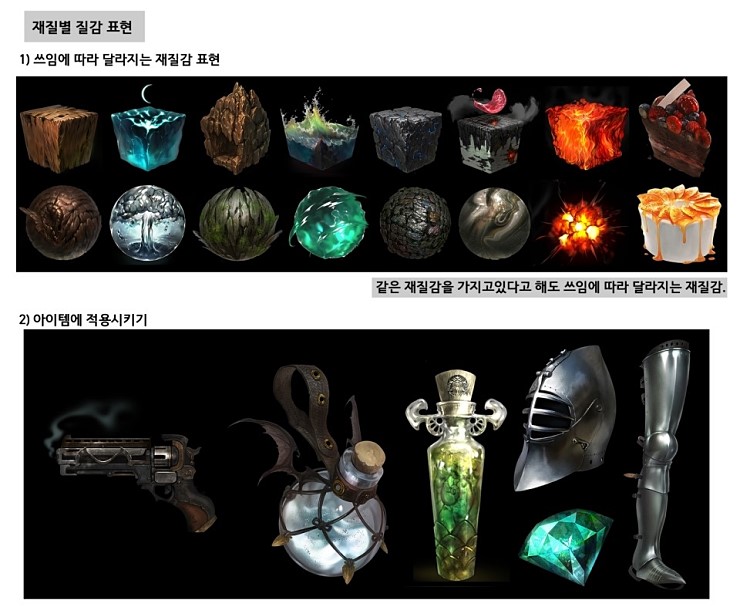 재질별 질감 표현
1) 쓰임에 따라 달라지는 재질감 표현
같은 재질감을 가지고있다고 해도 쓰임에 따라 달라지는 재질감.
2) 아이템에 적용시키기